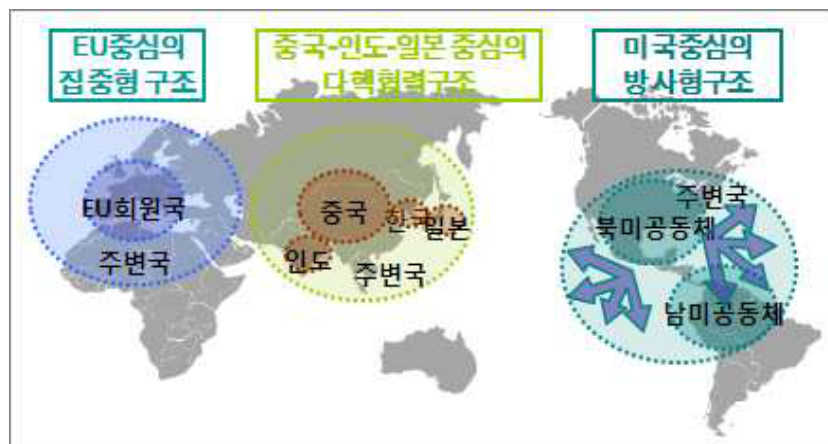 EU중심의
집중형 구조
중국-인도-일본 중심의
다핵협력구조
미국중심의
방사형구조
EU회원국
주변국
중국
한국
일본
인도
주변국
주변국
북미공동체
남미공동체